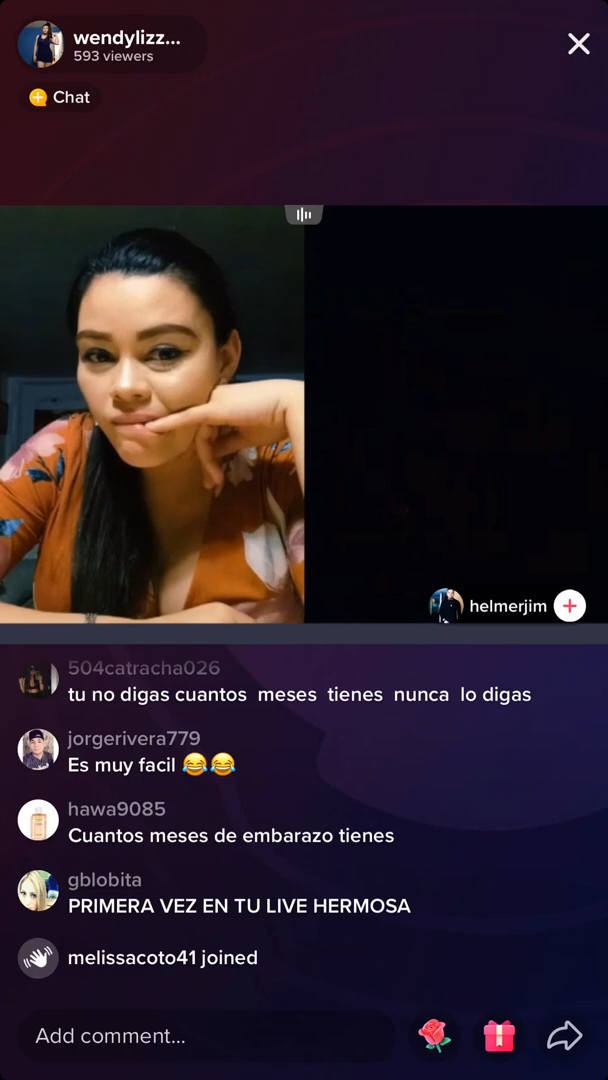 wendylizz...
593 viewers
Chat
helmerjim
504catracha026
tu no digas cuantos meses tienes nunca lo digas
jorgerivera779
Es muy facil 😂😂
hawa9085
Cuantos meses de embarazo tienes
gblobita
PRIMERA VEZ EN TU LIVE HERMOSA
melissacoto41 joined
Add comment...